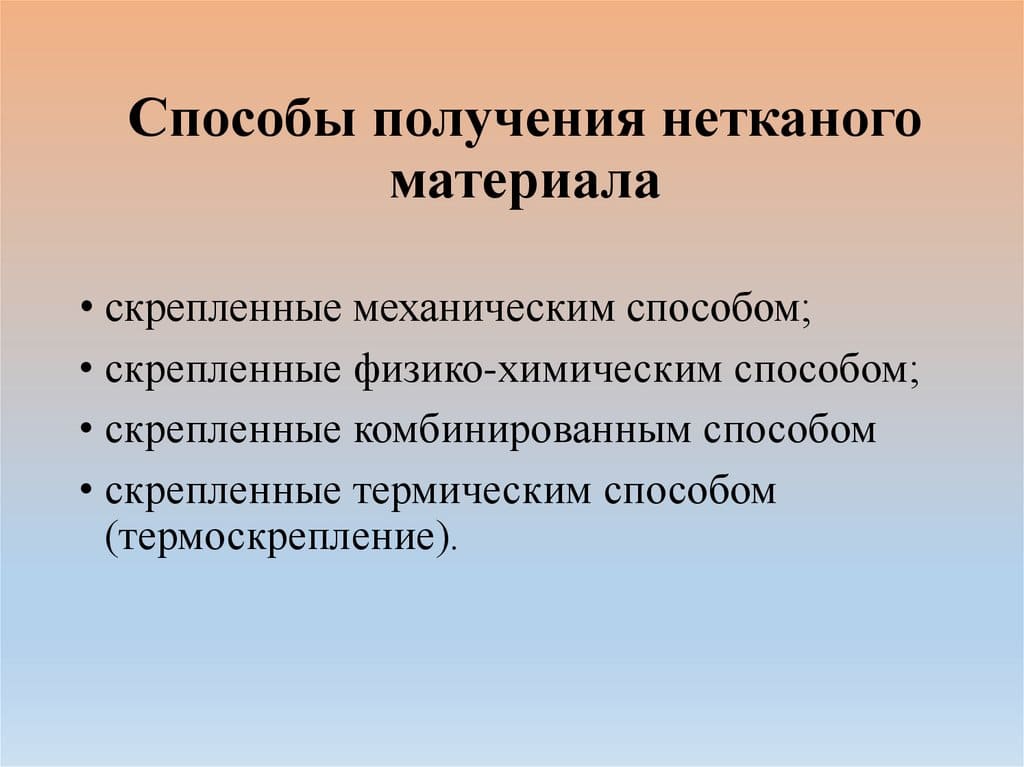 Способы получения нетканого
материала
• скрепленные механическим способом;
• скрепленные физико-химическим способом;
• скрепленные комбинированным способом
• скрепленные термическим способом
(термоскрепление).